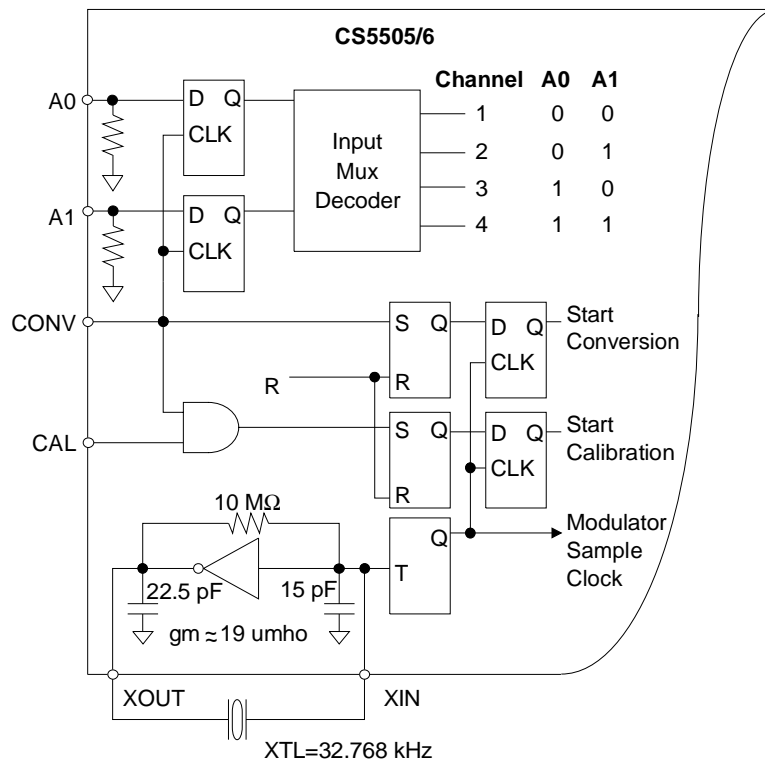 CS5505/6
Channel A0 A1
1 0 0
2 0 1
3 1 0
4 1 1
A0
D Q
CLK
Input
Mux
Decoder
A1
D Q
CLK
CONV
S Q
R
D Q
CLK
Start
Conversion
R
CAL
S Q
R
D Q
CLK
Start
Calibration
10 MΩ
22.5 pF
15 pF
gm ≈ 19 umho
Q
T
Modulator
Sample
Clock
XOUT
XIN
XTL=32.768 kHz